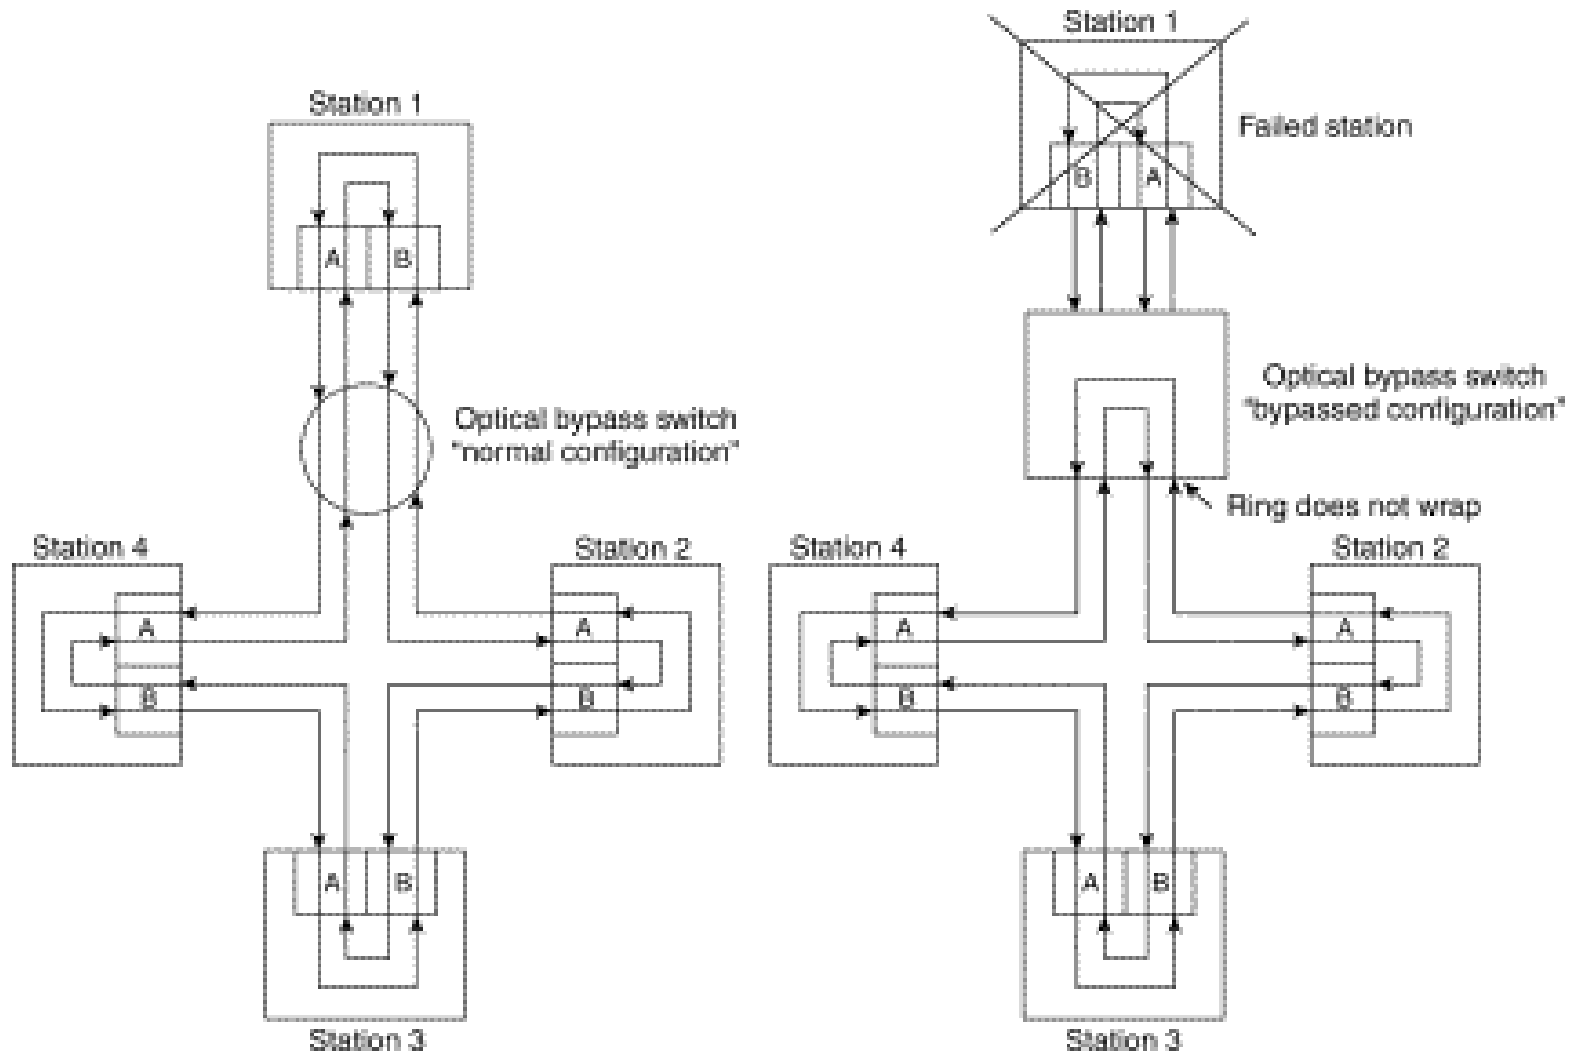 Station 1
A
B
Optical bypass switch
"normal configuration"
Station 4
A
B
Station 2
A
B
A
B
Station 3
Station 1
Failed station
B
A
Optical bypass switch
"bypassed configuration"
Ring does not wrap
Station 4
A
B
Station 2
A
B
A
B
Station 3